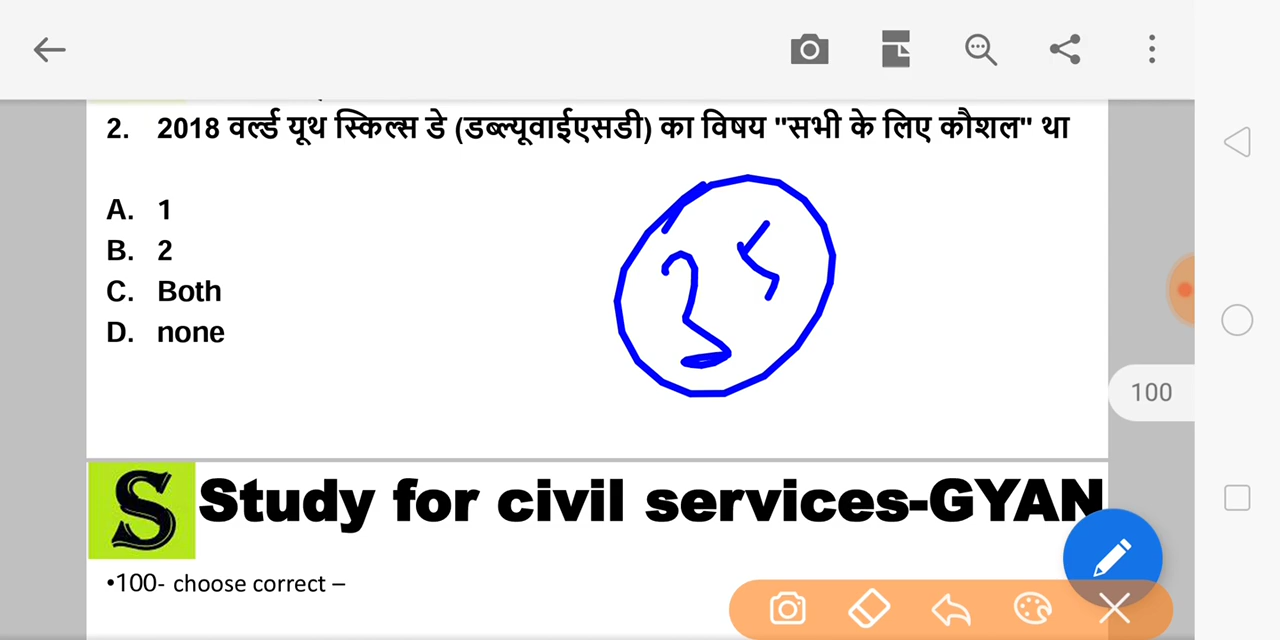 2. 2018 वर्ल्ड यूथ स्किल्स डे (डब्ल्यूवाईएसडी) का विषय "सभी के लिए कौशल" था
A. 1
B. 2
C. Both
D. none
100
S Study for civil services-GYAN
•100- choose correct –